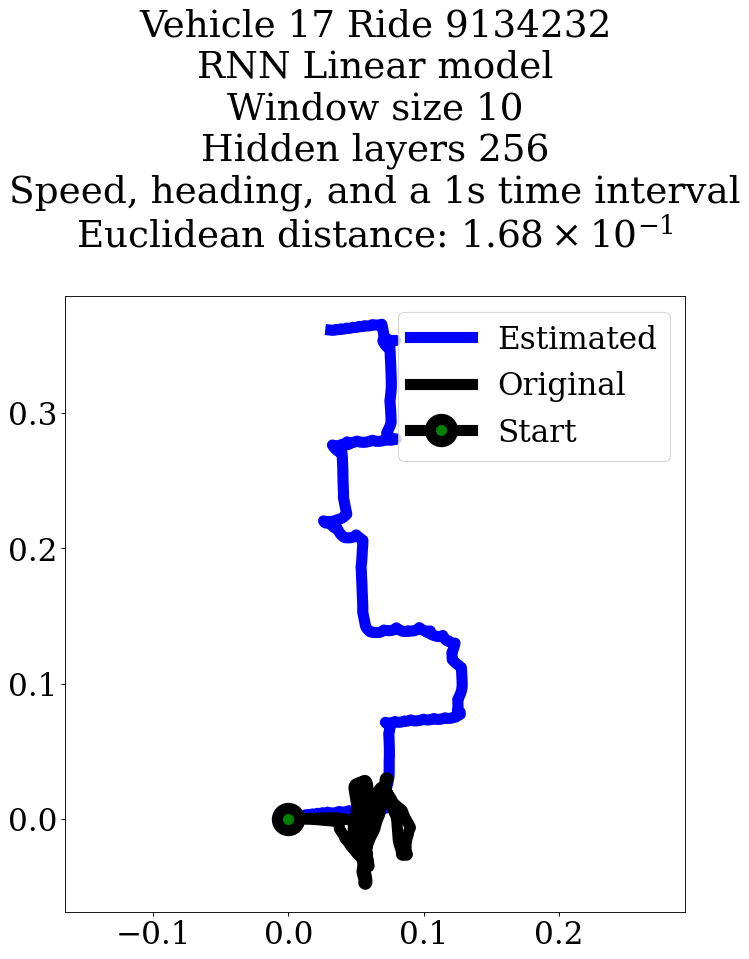 Vehicle 17 Ride 9134232
RNN Linear model
Window size 10
Hidden layers 256
Speed, heading, and a 1s time interval
Euclidean distance: 1.68 × 10⁻¹
Estimated
Original
Start
0.3
0.2
0.1
0.0
−0.1 0.0 0.1 0.2